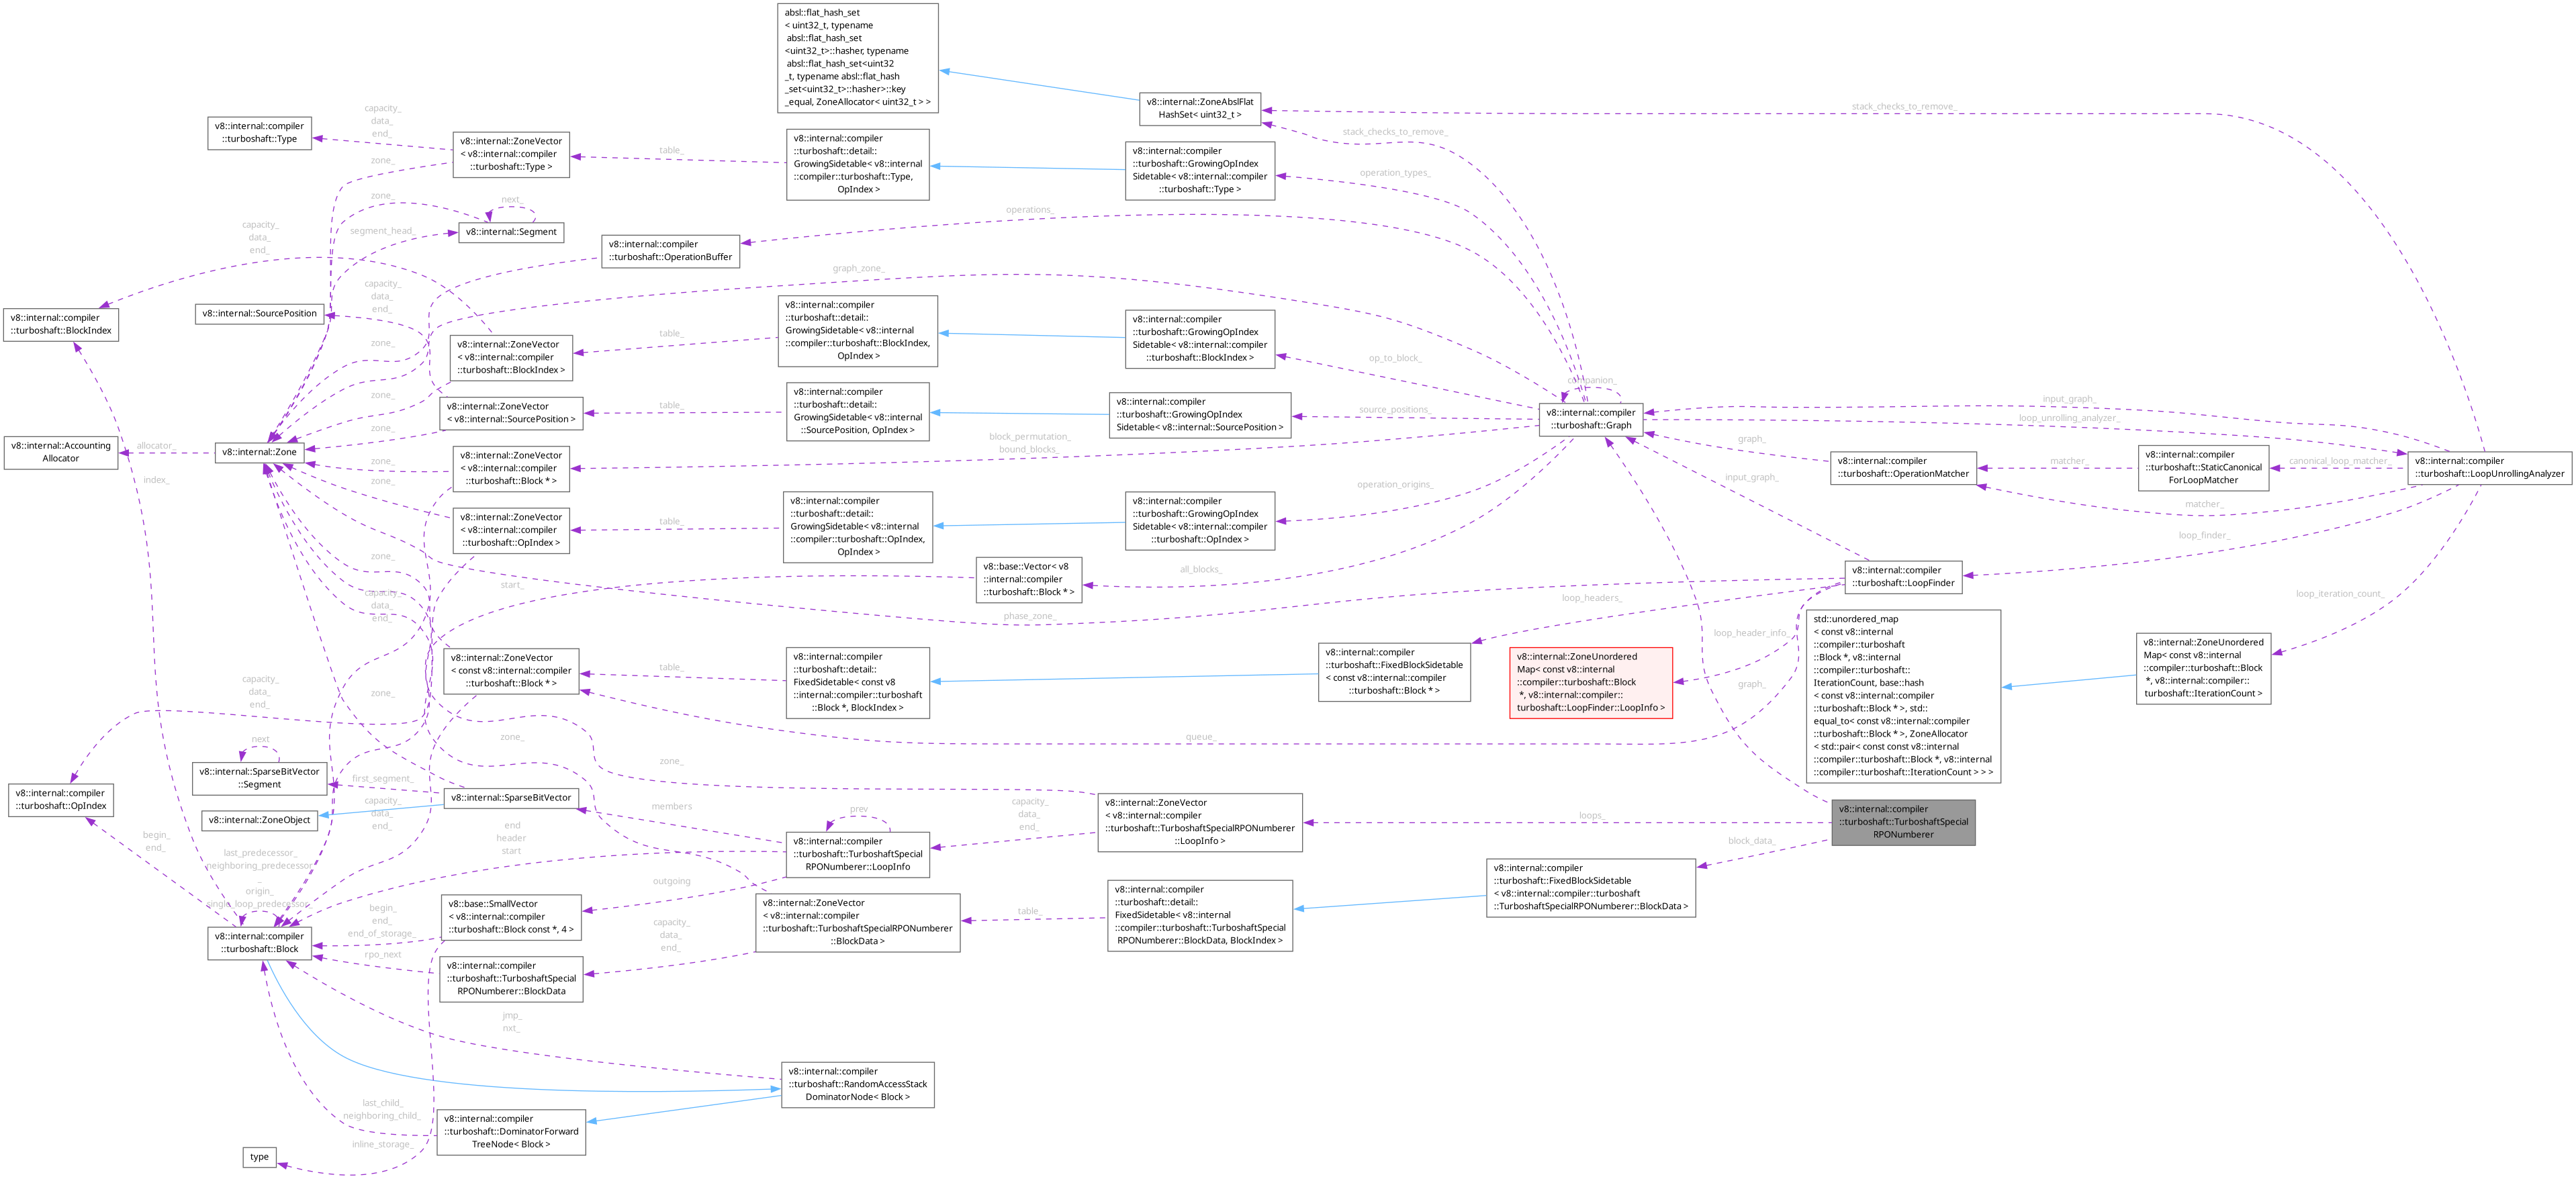 absl::flat_hash_set
< uint32_t, typename
absl::flat_hash_set
<uint32_t>::hasher, typename
absl::flat_hash_set<uint32
_t, typename absl::flat_hash
_set<uint32_t>::hasher>::key
_equal, ZoneAllocator< uint32_t > >
v8::internal::ZoneAbslFlat
HashSet< uint32_t >
stack_checks_to_remove_
stack_checks_to_remove_
capacity_
data_
end_
v8::internal::compiler
::turboshaft::Type
v8::internal::ZoneVector
< v8::internal::compiler
::turboshaft::Type >
zone_
table_
v8::internal::compiler
::turboshaft::detail::
GrowingSidetable< v8::internal
::compiler::turboshaft::Type,
OpIndex >
v8::internal::compiler
::turboshaft::GrowingOpIndex
Sidetable< v8::internal::compiler
::turboshaft::Type >
operation_types_
zone_
next_
segment_head_
v8::internal::Segment
operations_
v8::internal::compiler
::turboshaft::OperationBuffer
capacity_
data_
end_
graph_zone_
v8::internal::compiler
::turboshaft::BlockIndex
v8::internal::SourcePosition
capacity_
data_
end_
zone_
v8::internal::ZoneVector
< v8::internal::compiler
::turboshaft::BlockIndex >
table_
v8::internal::compiler
::turboshaft::detail::
GrowingSidetable< v8::internal
::compiler::turboshaft::BlockIndex,
OpIndex >
v8::internal::compiler
::turboshaft::GrowingOpIndex
Sidetable< v8::internal::compiler
::turboshaft::BlockIndex >
op_to_block_
companion_
zone_
v8::internal::ZoneVector
< v8::internal::SourcePosition >
table_
v8::internal::compiler
::turboshaft::detail::
GrowingSidetable< v8::internal
::SourcePosition, OpIndex >
v8::internal::compiler
::turboshaft::GrowingOpIndex
Sidetable< v8::internal::SourcePosition >
source_positions_
v8::internal::compiler
::turboshaft::Graph
input_graph_
loop_unrolling_analyzer_
v8::internal::Accounting
Allocator
allocator_
v8::internal::Zone
zone_
block_permutation_
bound_blocks_
graph_
v8::internal::compiler
::turboshaft::OperationMatcher
matcher_
v8::internal::compiler
::turboshaft::StaticCanonical
ForLoopMatcher
canonical_loop_matcher_
v8::internal::compiler
::turboshaft::LoopUnrollingAnalyzer
zone_
v8::internal::ZoneVector
< v8::internal::compiler
::turboshaft::Block * >
index_
zone_
v8::internal::ZoneVector
< v8::internal::compiler
::turboshaft::OpIndex >
table_
v8::internal::compiler
::turboshaft::detail::
GrowingSidetable< v8::internal
::compiler::turboshaft::OpIndex,
OpIndex >
v8::internal::compiler
::turboshaft::GrowingOpIndex
Sidetable< v8::internal::compiler
::turboshaft::OpIndex >
operation_origins_
input_graph_
matcher_
loop_finder_
zone_
start_
v8::base::Vector< v8
::internal::compiler
::turboshaft::Block * >
all_blocks_
v8::internal::compiler
::turboshaft::LoopFinder
capacity_
data_
end_
phase_zone_
loop_headers_
loop_iteration_count_
std::unordered_map
< const v8::internal
::compiler::turboshaft
::Block *, v8::internal
::compiler::turboshaft::
IterationCount, base::hash
< const v8::internal::compiler
::turboshaft::Block * >, std::
equal_to< const v8::internal::compiler
::turboshaft::Block * >, ZoneAllocator
< std::pair< const const v8::internal
::compiler::turboshaft::Block *, v8::internal
::compiler::turboshaft::IterationCount > > >
v8::internal::ZoneUnordered
Map< const v8::internal
::compiler::turboshaft::Block
*, v8::internal::compiler::
turboshaft::IterationCount >
loop_header_info_
v8::internal::ZoneVector
< const v8::internal::compiler
::turboshaft::Block * >
table_
v8::internal::compiler
::turboshaft::detail::
FixedSidetable< const v8
::internal::compiler::turboshaft
::Block *, BlockIndex >
v8::internal::compiler
::turboshaft::FixedBlockSidetable
< const v8::internal::compiler
::turboshaft::Block * >
v8::internal::ZoneUnordered
Map< const v8::internal
::compiler::turboshaft::Block
*, v8::internal::compiler::
turboshaft::LoopFinder::LoopInfo >
graph_
capacity_
data_
end_
zone_
zone_
queue_
next
v8::internal::SparseBitVector
::Segment
first_segment_
v8::internal::SparseBitVector
zone_
v8::internal::compiler
::turboshaft::OpIndex
v8::internal::ZoneObject
capacity_
data_
end_
members
prev
capacity_
data_
end_
v8::internal::ZoneVector
< v8::internal::compiler
::turboshaft::TurboshaftSpecialRPONumberer
::LoopInfo >
loops_
v8::internal::compiler
::turboshaft::TurboshaftSpecial
RPONumberer
begin_
end_
end
header
start
v8::internal::compiler
::turboshaft::TurboshaftSpecial
RPONumberer::LoopInfo
block_data_
last_predecessor_
neighboring_predecessor
_
origin_
single_loop_predecessor_
outgoing
v8::internal::compiler
::turboshaft::FixedBlockSidetable
< v8::internal::compiler::turboshaft
::TurboshaftSpecialRPONumberer::BlockData >
v8::internal::compiler
::turboshaft::Block
begin_
end_
end_of_storage_
v8::base::SmallVector
< v8::internal::compiler
::turboshaft::Block const *, 4 >
capacity_
data_
end_
v8::internal::ZoneVector
< v8::internal::compiler
::turboshaft::TurboshaftSpecialRPONumberer
::BlockData >
table_
v8::internal::compiler
::turboshaft::detail::
FixedSidetable< v8::internal
::compiler::turboshaft::TurboshaftSpecial
RPONumberer::BlockData, BlockIndex >
rpo_next
v8::internal::compiler
::turboshaft::TurboshaftSpecial
RPONumberer::BlockData
jmp_
nxt_
v8::internal::compiler
::turboshaft::RandomAccessStack
DominatorNode< Block >
last_child_
neighboring_child_
v8::internal::compiler
::turboshaft::DominatorForward
TreeNode< Block >
inline_storage_
type